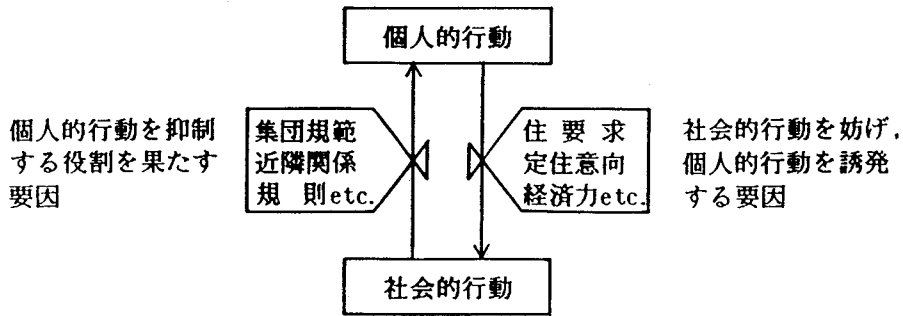 個人的行動
個人的行動を抑制
する役割を果たす
要因
集団規範
近隣関係
規 則etc.
住 要 求
定住意向
経済力etc.
社会的行動を妨げ,
個人的行動を誘発
する要因
社会的行動